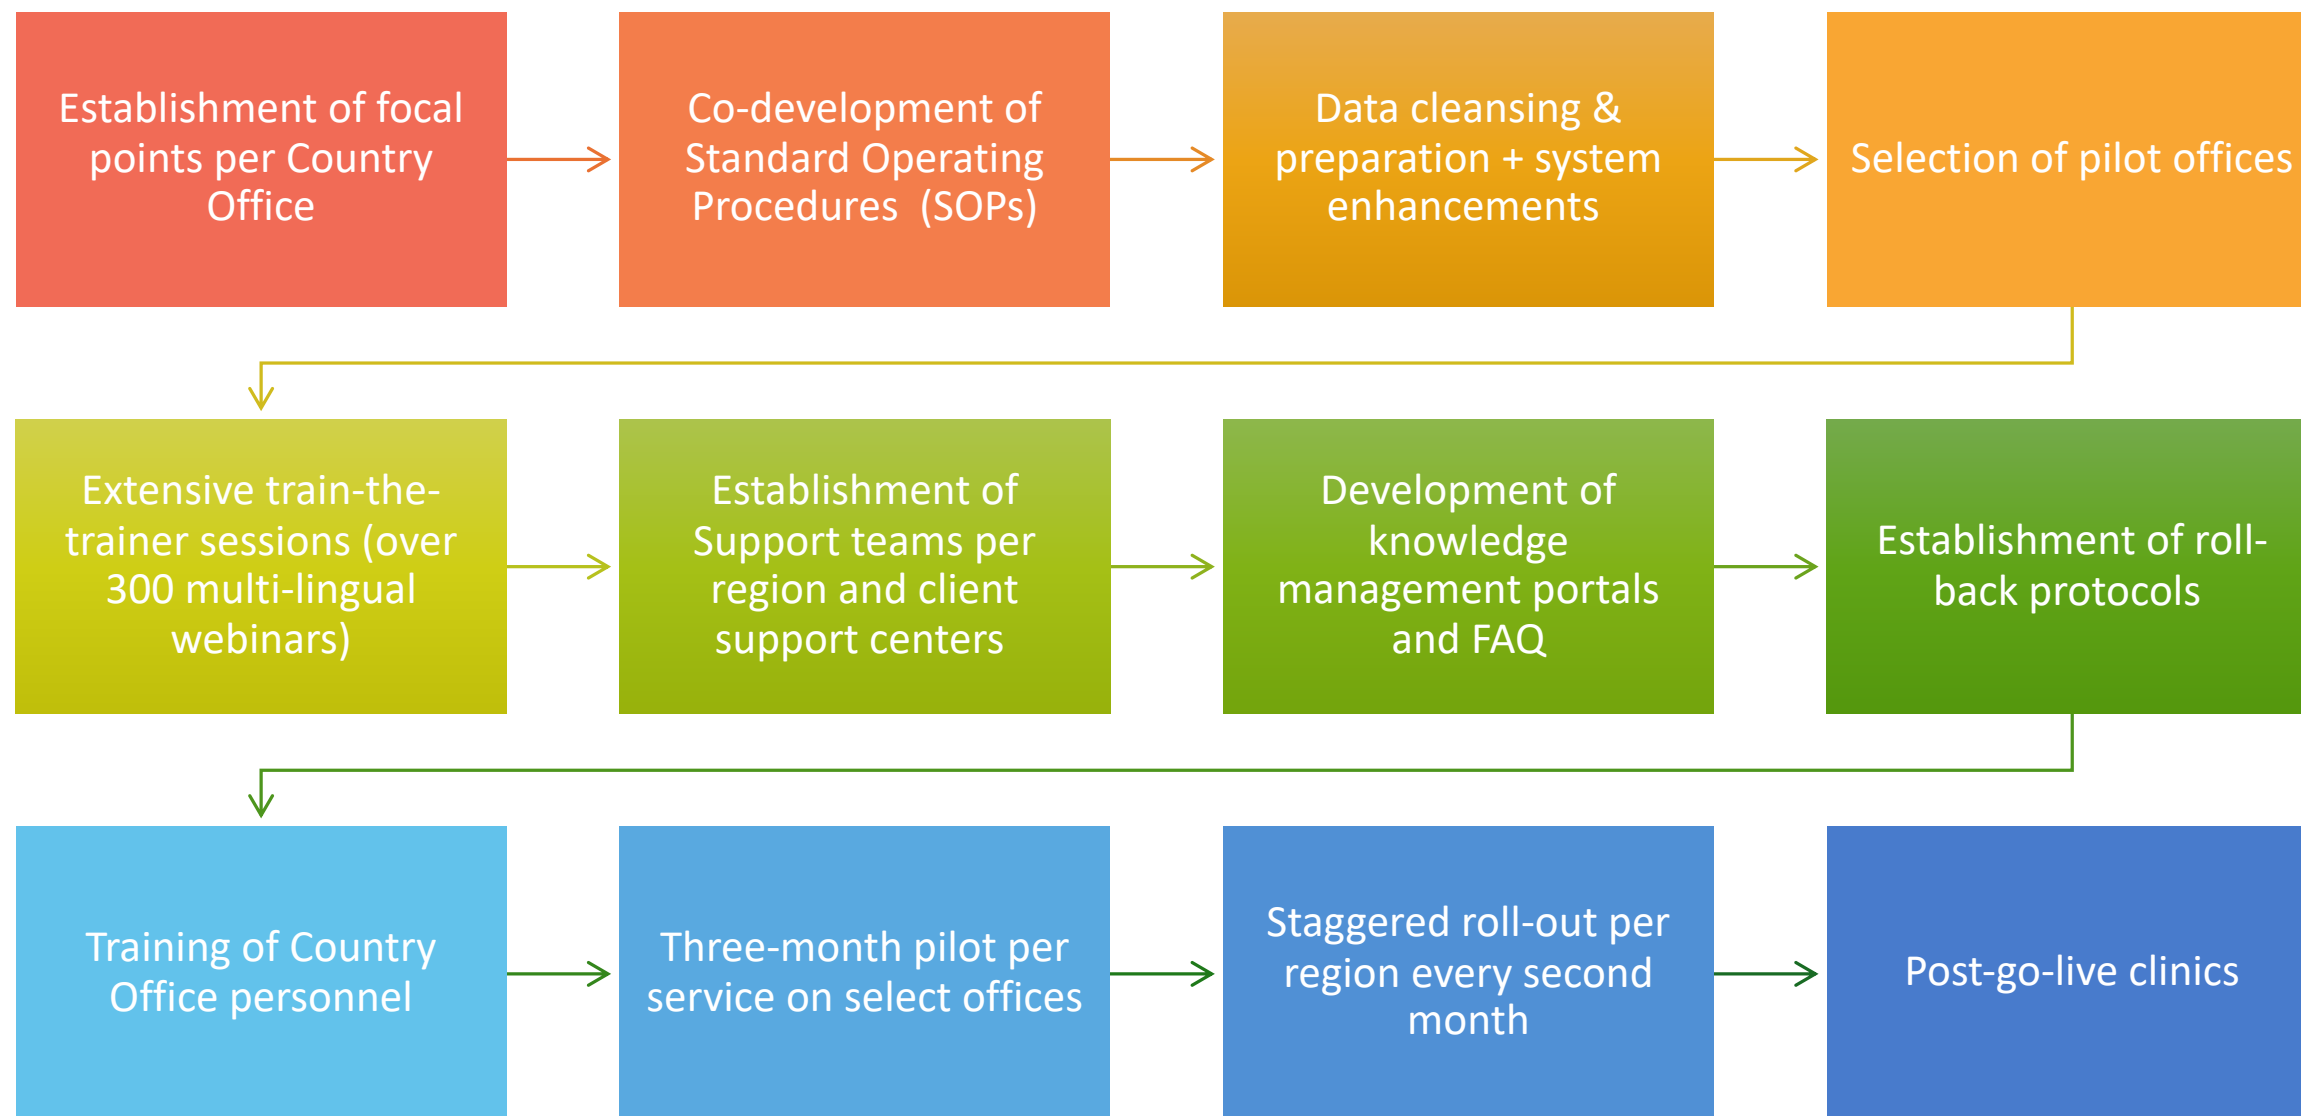 Establishment of focal
points per Country
Office
Co-development of
Standard Operating
Procedures  (SOPs)
Data cleansing &
preparation + system
enhancements
Selection of pilot offices
Extensive train-the-
trainer sessions (over
300 multi-lingual
webinars)
Establishment of
Support teams per
region and client
support centers
Development of
knowledge
management portals
and FAQ
Establishment of roll-
back protocols
Training of Country
Office personnel
Three-month pilot per
service on select offices
Staggered roll-out per
region every second
month
Post-go-live clinics